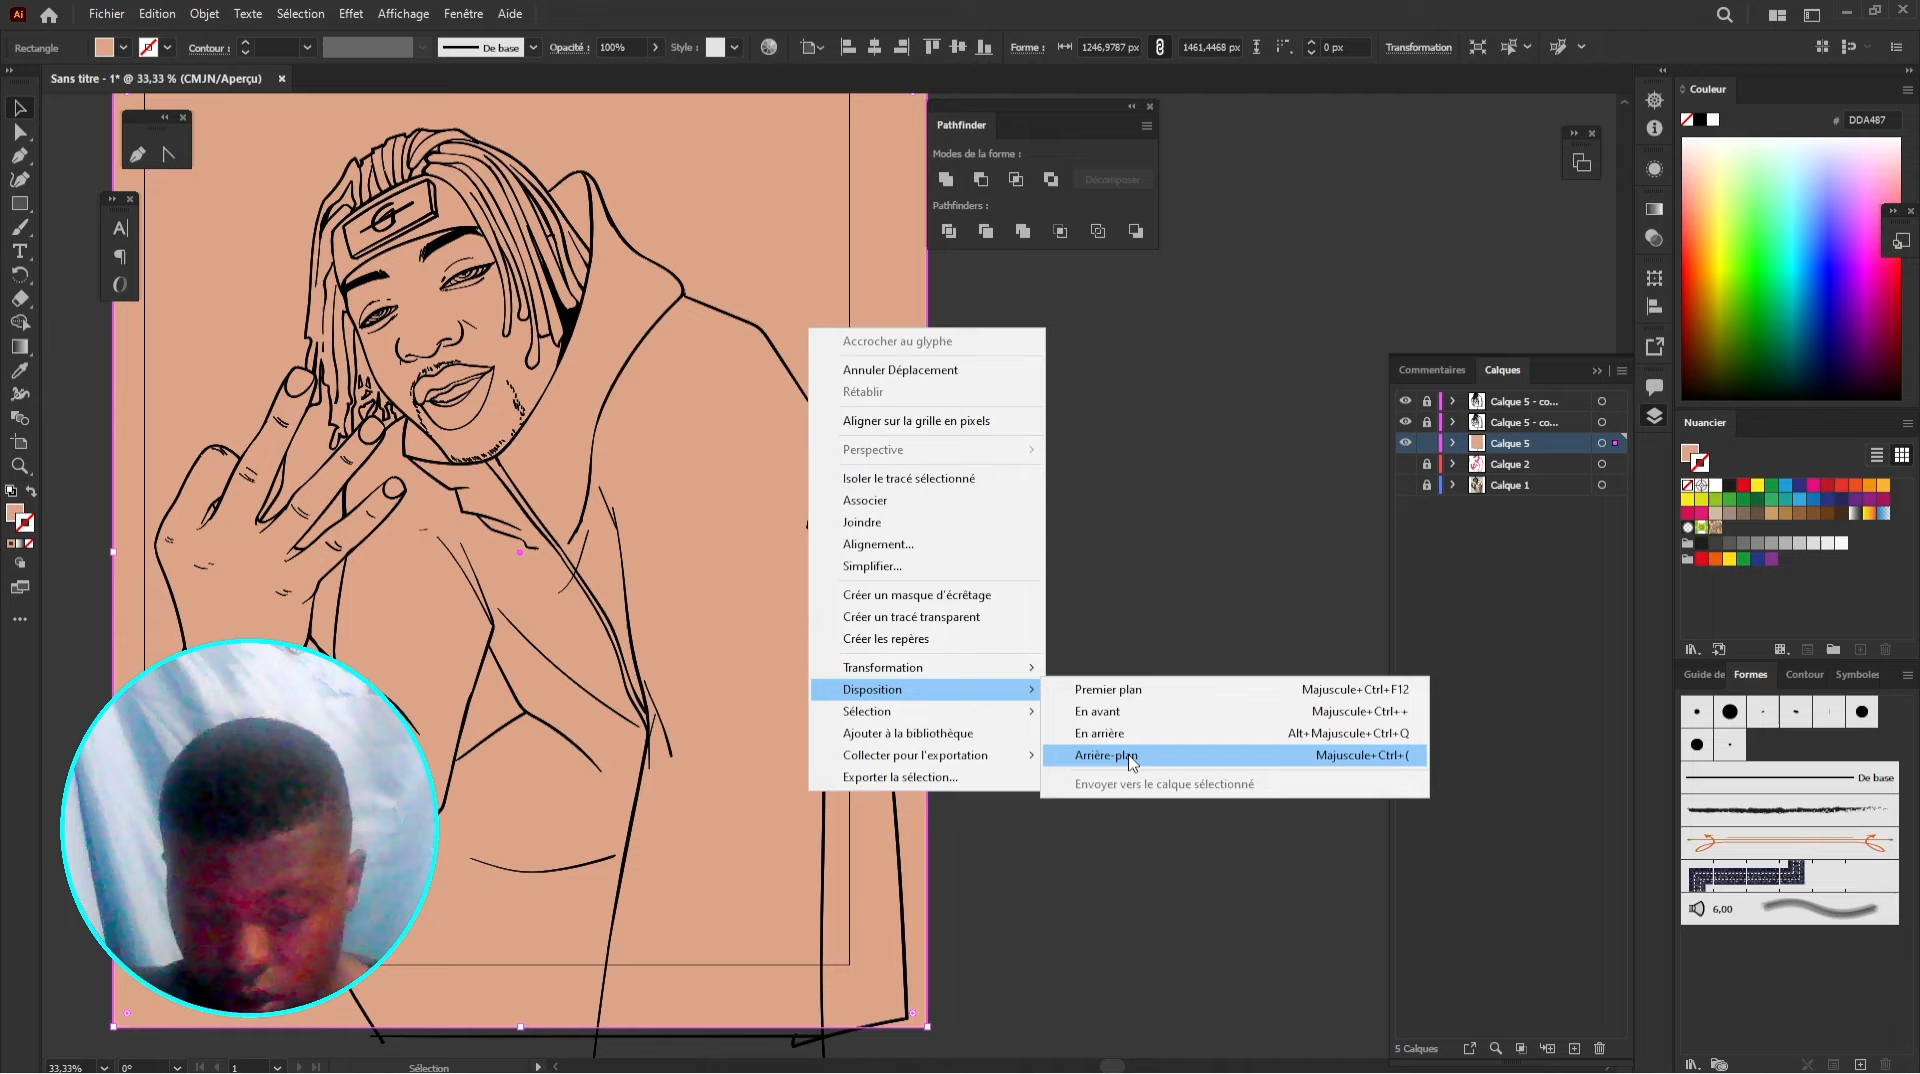 Ai
Fichier
Edition
Objet
Texte
Sélection
Effet
Affichage
Fenêtre
Aide
Rectangle
Contour :
De base
Opacité :
100%
Style :
Forme :
1246,9787 px
1461,4468 px
0 px
Transformation
Sans titre - 1* @ 33,33 % (CMJN/Aperçu)
Pathfinder
Modes de la forme :
Décomposer
Pathfinders :
G
Accrocher au glyphe
Annuler Déplacement
Rétablir
Aligner sur la grille en pixels
Perspective
Isoler le tracé sélectionné
Associer
Joindre
Alignement...
Simplifier...
Créer un masque d'écrêtage
Créer un tracé transparent
Créer les repères
Transformation
Disposition
Sélection
Ajouter à la bibliothèque
Collecter pour l'exportation
Exporter la sélection...
Premier plan Majuscule+Ctrl+F12
En avant Majuscule+Ctrl++
En arrière Alt+Majuscule+Ctrl+Q
Arrière-plan Majuscule+Ctrl+(
Envoyer vers le calque sélectionné
Commentaires
Calques
Calque 5 - co...
Calque 5 - co...
Calque 5
Calque 2
Calque 1
5 Calques
Couleur
# DDA487
Nuancier
Guide de
Formes
Contour
Symboles
De base
6,00
33,33%
0°
1
Sélection